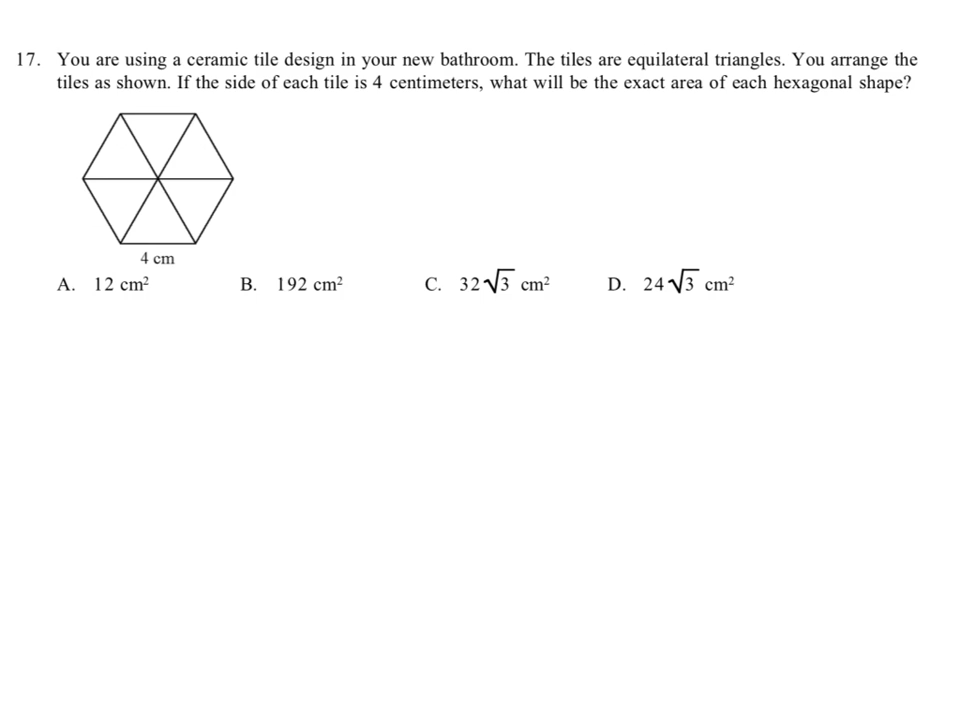 17. You are using a ceramic tile design in your new bathroom. The tiles are equilateral triangles. You arrange the
tiles as shown. If the side of each tile is 4 centimeters, what will be the exact area of each hexagonal shape?
4 cm
A. 12 cm² B. 192 cm² C. 32√3 cm² D. 24√3 cm²